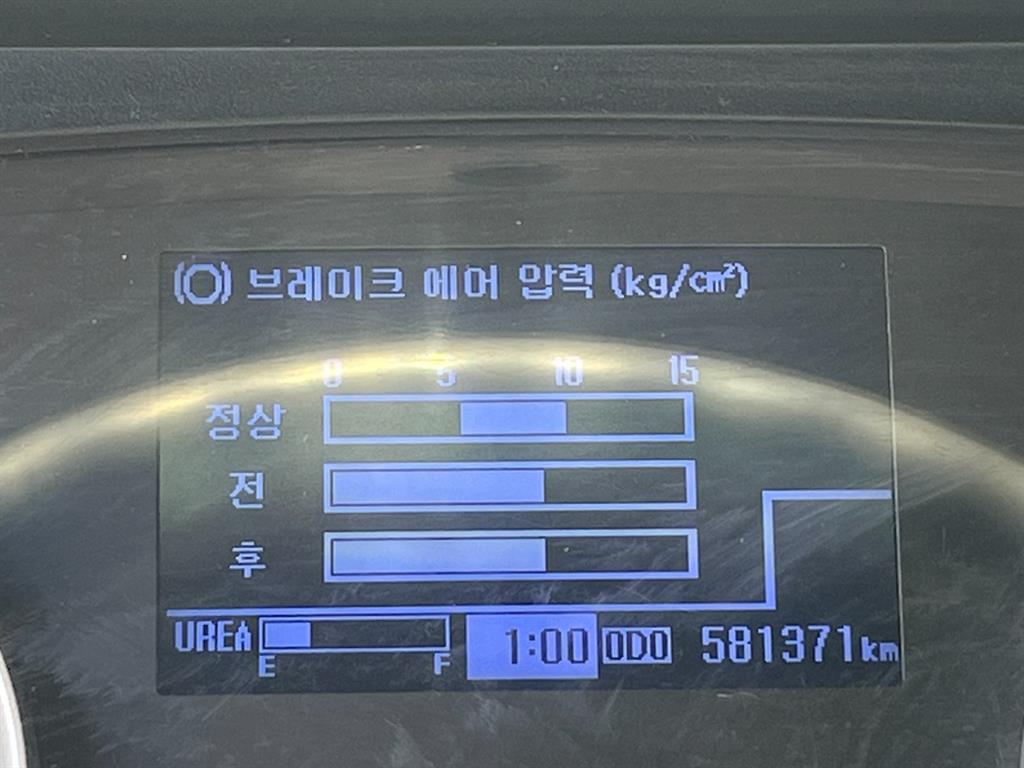 브레이크 에어 압력 (kg/cm²)
0 5 10 15
정상
전
후
UREA E F 1:00 ODO 581371km